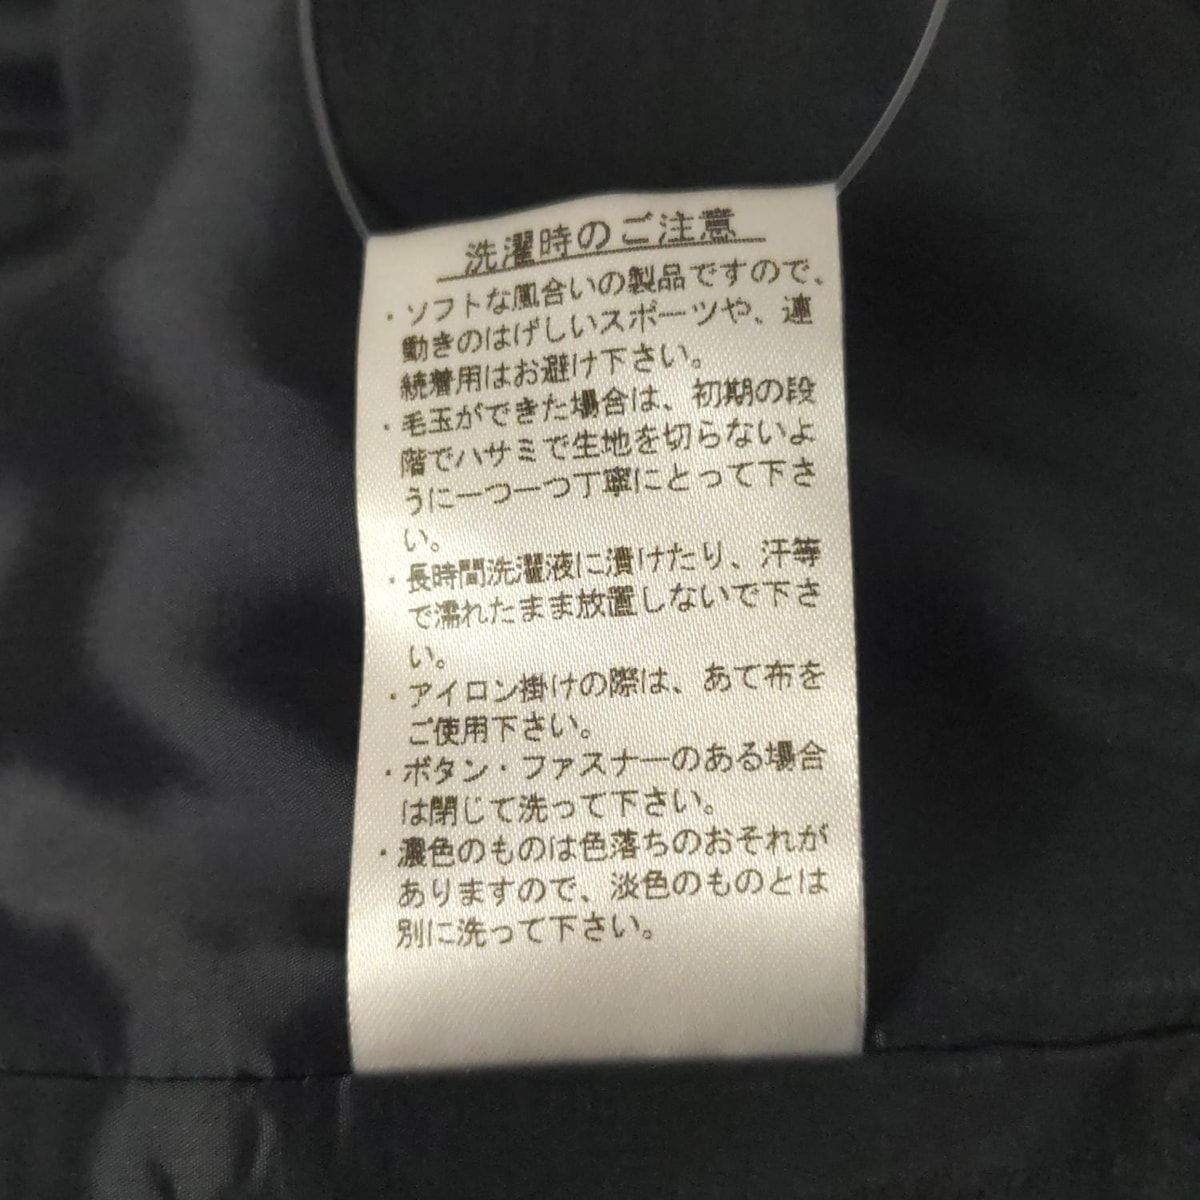 洗濯時のご注意
・ソフトな風合いの製品ですので、
動きのはげしいスポーツや、連
続着用はお避け下さい。
・毛玉ができた場合は、初期の段
階でハサミで生地を切らないよ
うに一つ一つ丁寧にとって下さ
い。
・長時間洗濯液に漬けたり、汗等
で濡れたまま放置しないで下さ
い。
・アイロン掛けの際は、あて布を
ご使用下さい。
・ボタン・ファスナーのある場合
は閉じて洗って下さい。
・濃色のものは色落ちのおそれが
ありますので、淡色のものとは
別に洗って下さい。